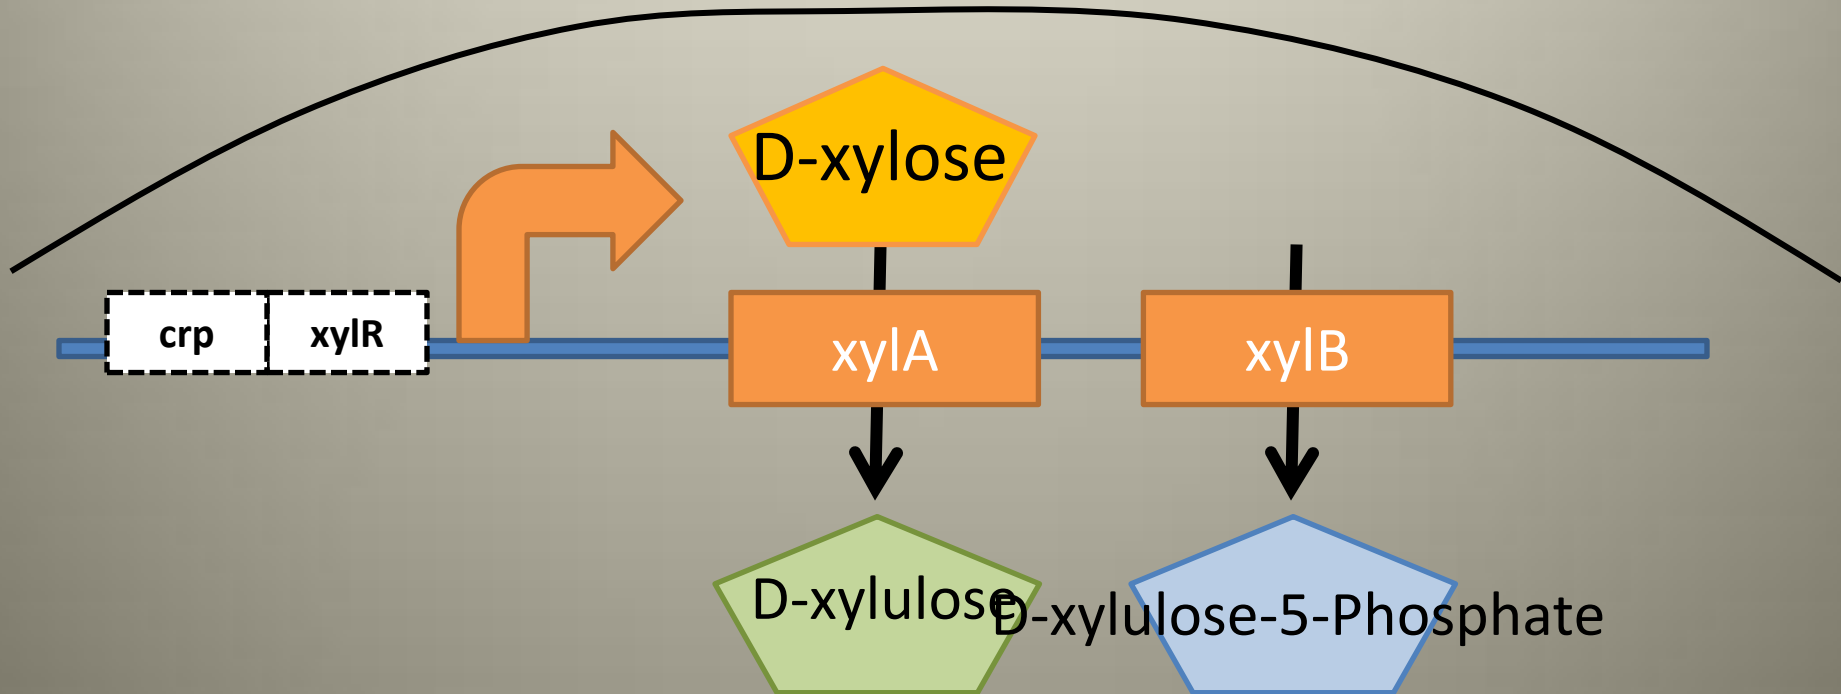 D-xylose
crp
xylR
xylA
xylB
D-xylulose
D-xylulose-5-Phosphate